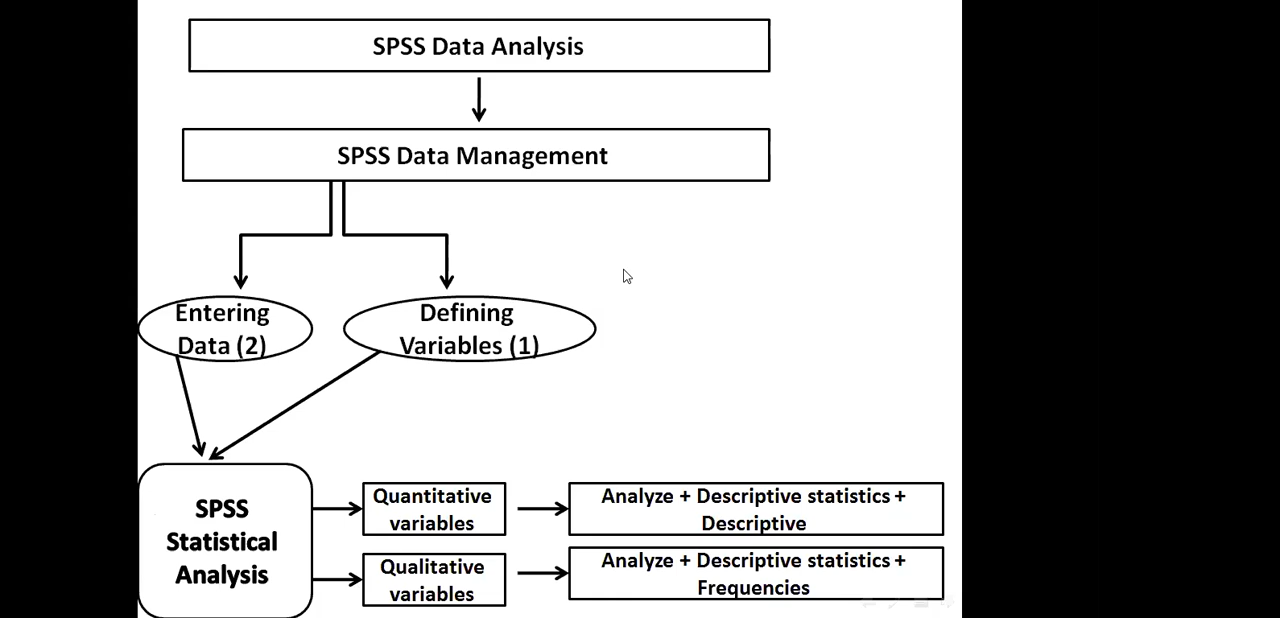 SPSS Data Analysis
SPSS Data Management
Entering
Data (2)
Defining
Variables (1)
SPSS
Statistical
Analysis
Quantitative
variables
Analyze + Descriptive statistics +
Descriptive
Qualitative
variables
Analyze + Descriptive statistics +
Frequencies